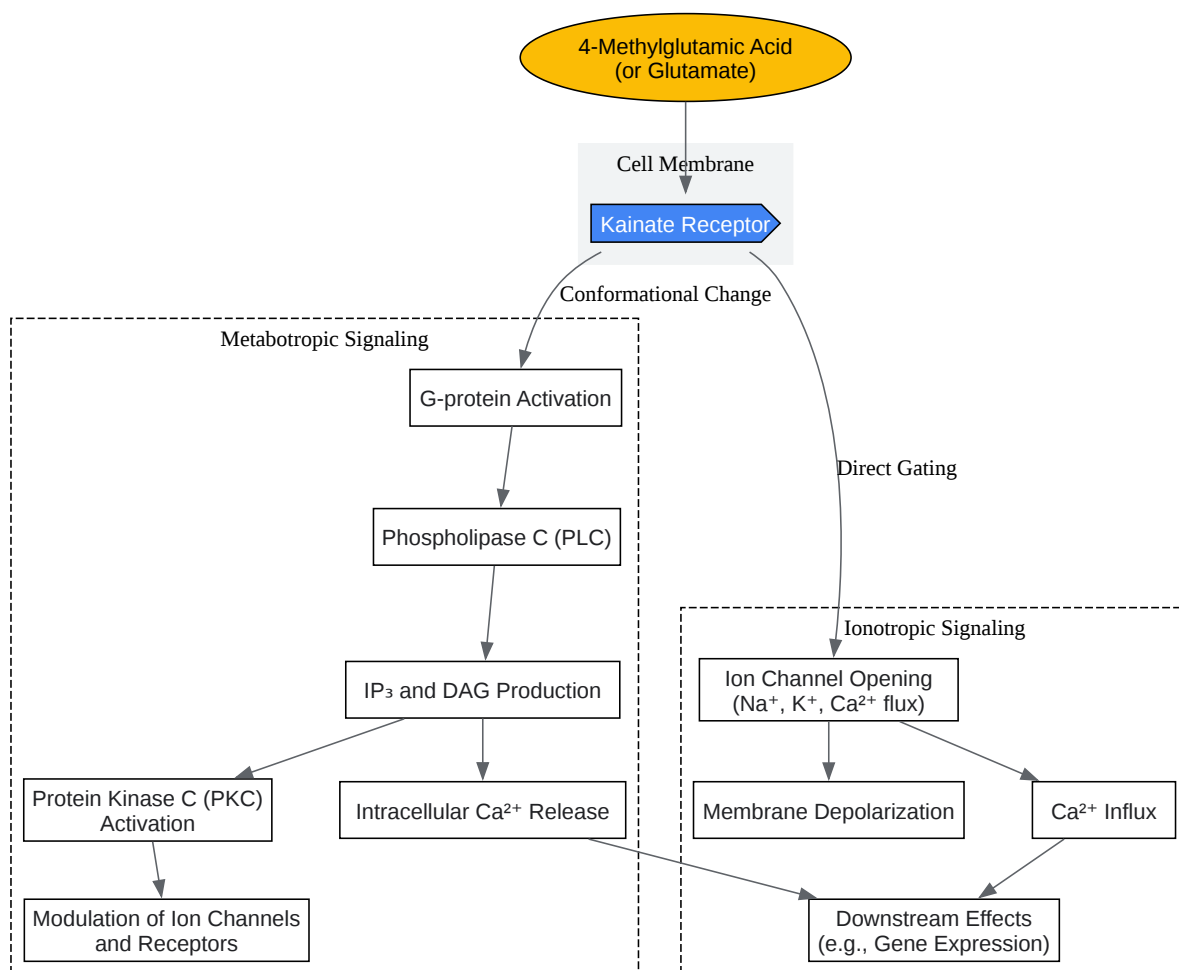 4-Methylglutamic Acid
(or Glutamate)
Cell Membrane
Kainate Receptor
Conformational Change
Metabotropic Signaling
G-protein Activation
Direct Gating
Phospholipase C (PLC)
Ionotropic Signaling
IP₃ and DAG Production
Ion Channel Opening
(Na⁺, K⁺, Ca²⁺ flux)
Protein Kinase C (PKC)
Activation
Intracellular Ca²⁺ Release
Membrane Depolarization
Ca²⁺ Influx
Modulation of Ion Channels
and Receptors
Downstream Effects
(e.g., Gene Expression)